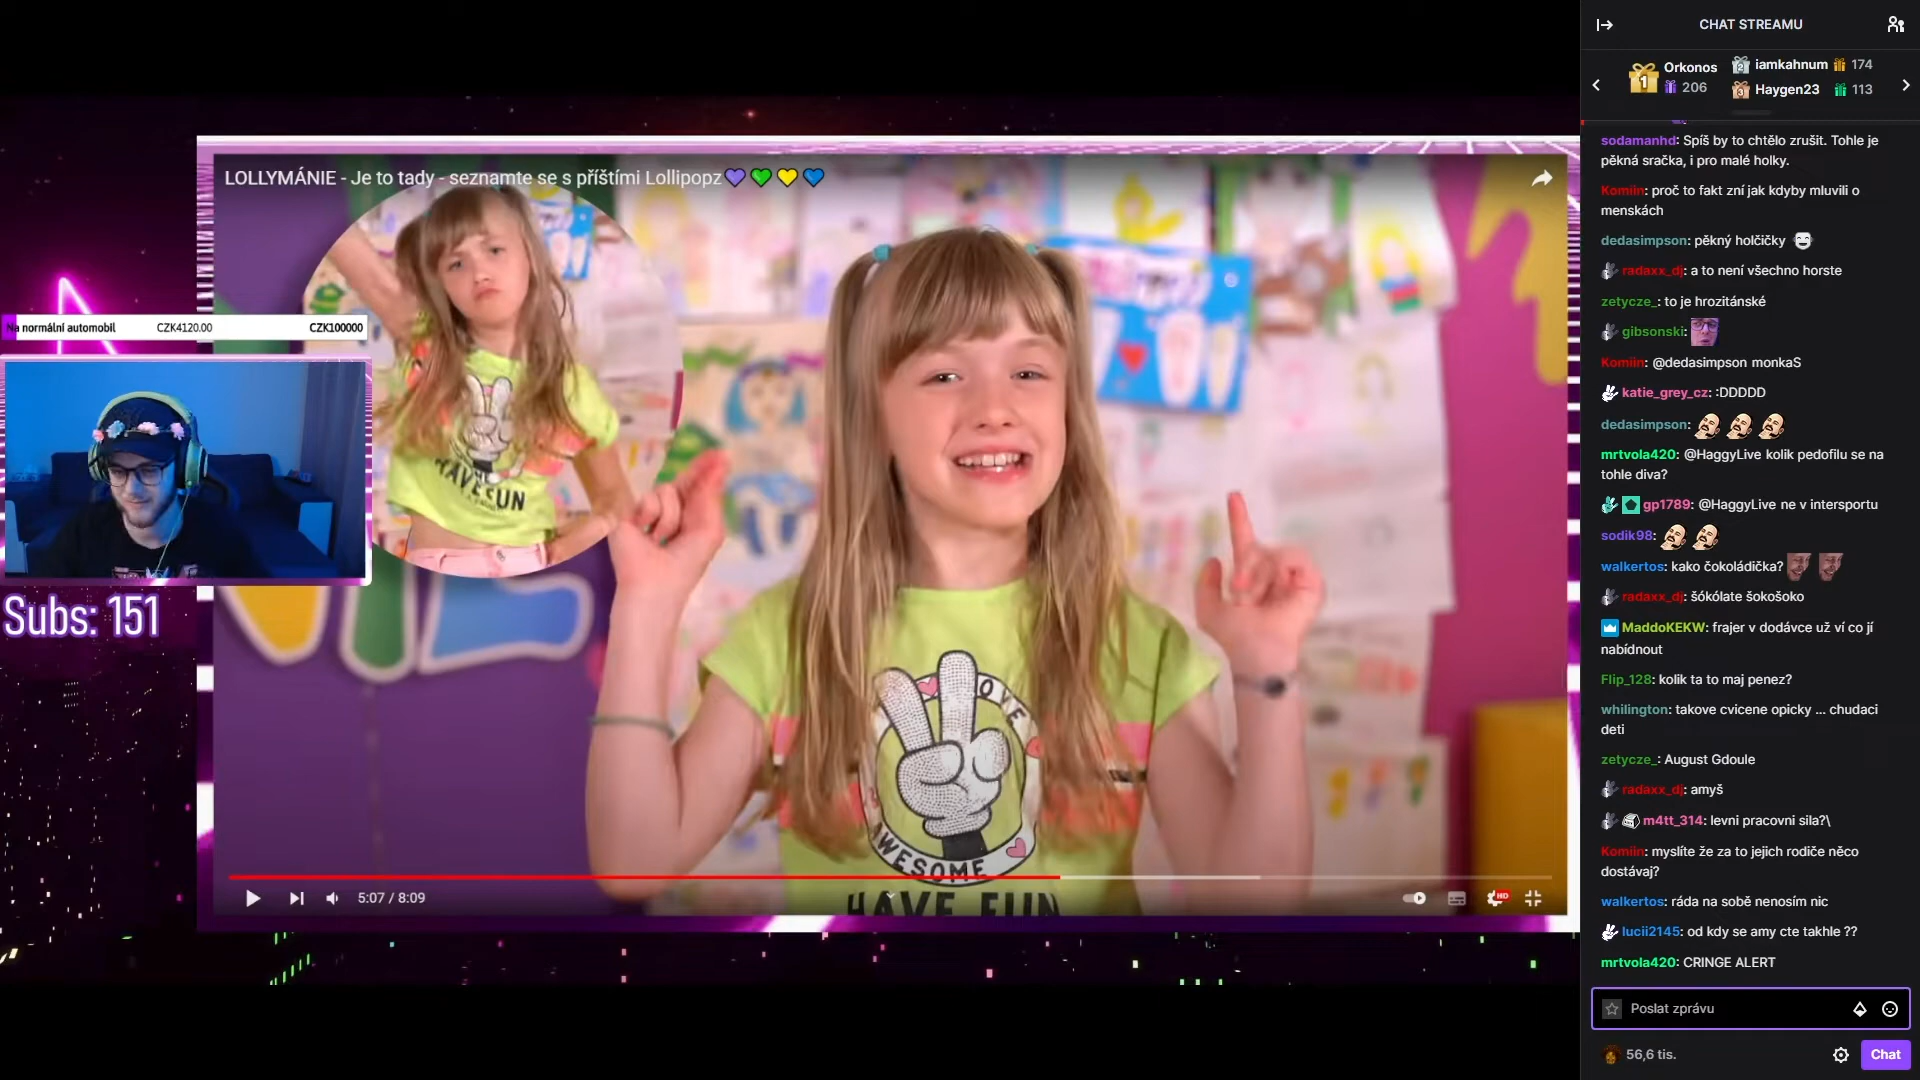 CHAT STREAMU
Orkonos
206
iamkahnum 174
Haygen23 113
LOLLYMÁNIE - Je to tady - seznamte se s příštími Lollipopz
Na normální automobil CZK4120.00 CZK100000
Subs: 151
HAVE FUN
LOVE
AWESOME
HAVE FUN
5:07 / 8:09
HD
sodamanhd: Spíš by to chtělo zrušit. Tohle je
pěkná sračka, i pro malé holky.
Komiin: proč to fakt zní jak kdyby mluvili o
menskách
dedasimpson: pěkný holčičky
radaxx_dj: a to není všechno horste
zetycze_: to je hrozitánské
gibsonski:
Komiin: @dedasimpson monkaS
katie_grey_cz: :DDDDD
dedasimpson:
mrtvola420: @HaggyLive kolik pedofilu se na
tohle diva?
gp1789: @HaggyLive ne v intersportu
sodik98:
walkertos: kako čokoládička?
radaxx_dj: šókólate šokošoko
MaddoKEKW: frajer v dodávce už ví co jí
nabídnout
Flip_128: kolik ta to maj penez?
whilington: takove cvicene opicky ... chudaci
deti
zetycze_: August Gdoule
radaxx_dj: amyš
m4tt_314: levni pracovni sila?\
Komiin: myslíte že za to jejich rodiče něco
dostávaj?
walkertos: ráda na sobě nenosím nic
lucii2145: od kdy se amy cte takhle ??
mrtvola420: CRINGE ALERT
Poslat zprávu
56,6 tis.
Chat